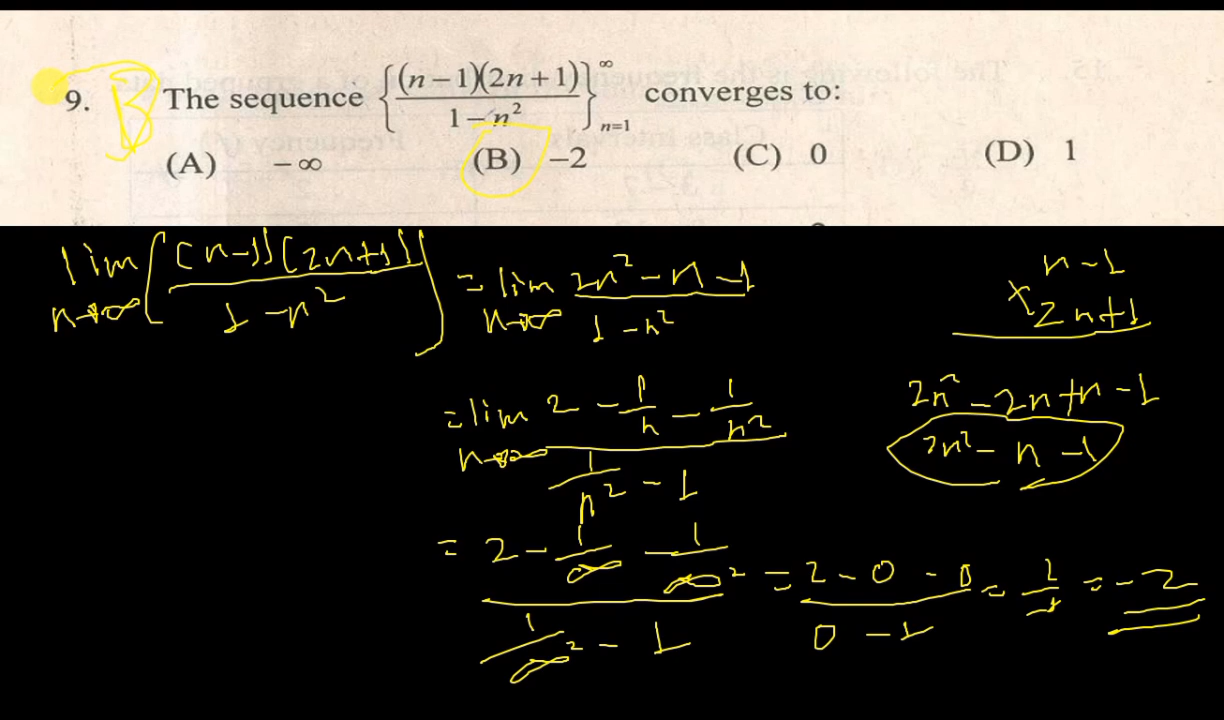 9. B The sequence {(n−1)(2n+1) / 1−n²}^∞_{n=1} converges to:
(A) −∞ (B) −2 (C) 0 (D) 1
lim n→∞ ((n−1)(2n+1) / 1−n²) = lim n→∞ 2n²−n−1 / 1−n²
n−1
×2n+1
= lim n→∞ 2 − 1/n − 1/n² / 1/n² − 1
2n²−2n+n−1
2n²−n−1
= 2 − 1/∞ − 1/∞² / 1/∞² − 1 = 2−0−0 / 0−1 = 2/−1 = −2